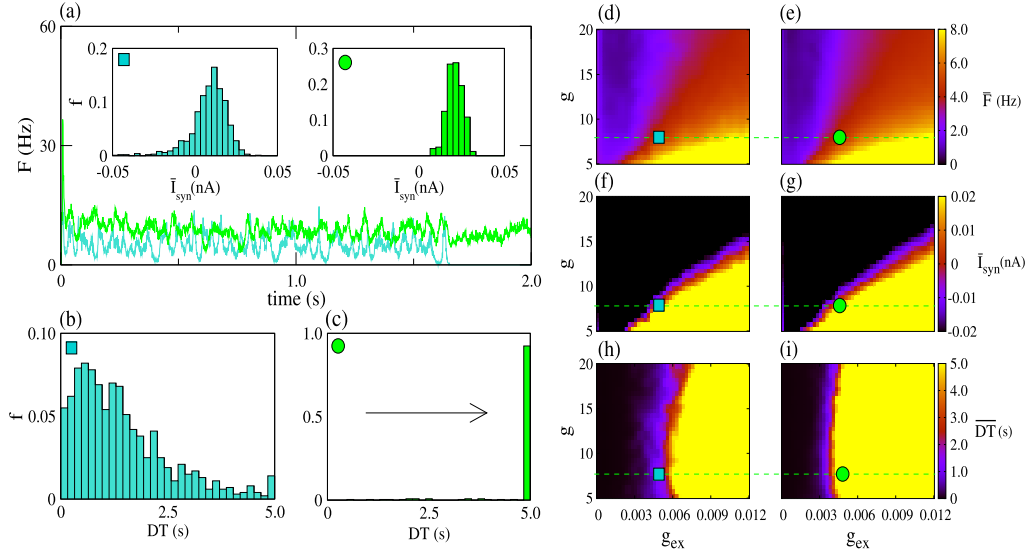 (a)
60
30
0
F (Hz)
0
1.0
2.0
time (s)
0.2
0.1
0
f
-0.05
0
0.05
I̅syn(nA)
0.3
0.2
0.1
0
-0.05
0
0.05
I̅syn(nA)
(b)
0.10
0.05
0
f
0
2.5
5.0
DT (s)
(c)
1.0
0.5
0
0
2.5
5.0
DT (s)
(d)
20
15
10
5
g
(e)
8.0
6.0
4.0
2.0
0
F̅ (Hz)
(f)
20
15
10
5
g
(g)
0.02
0.01
0
-0.01
-0.02
I̅syn(nA)
(h)
20
15
10
5
g
0
0.003
0.006
0.009
0.012
gex
(i)
0
0.003
0.006
0.009
0.012
gex
5.0
4.0
3.0
2.0
1.0
0
D̅T̅ (s)